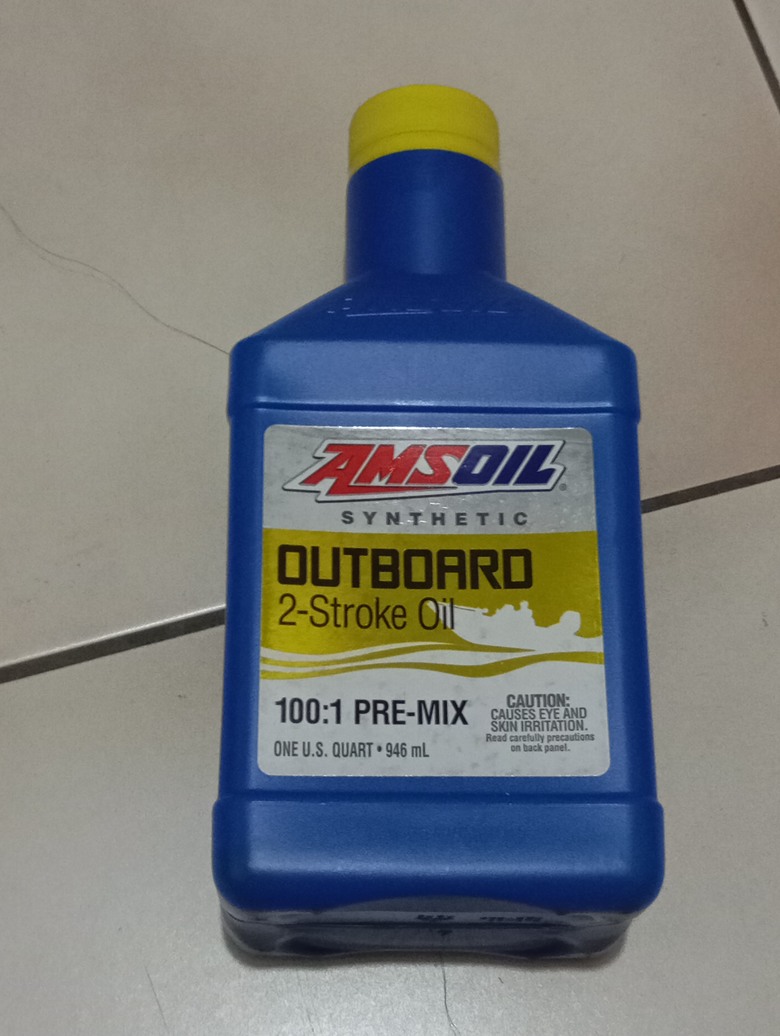 AMSOIL®
SYNTHETIC
OUTBOARD
2-Stroke Oil
100:1 PRE-MIX
ONE U.S. QUART • 946 mL
CAUTION:
CAUSES EYE AND
SKIN IRRITATION.
Read carefully precautions
on back panel.